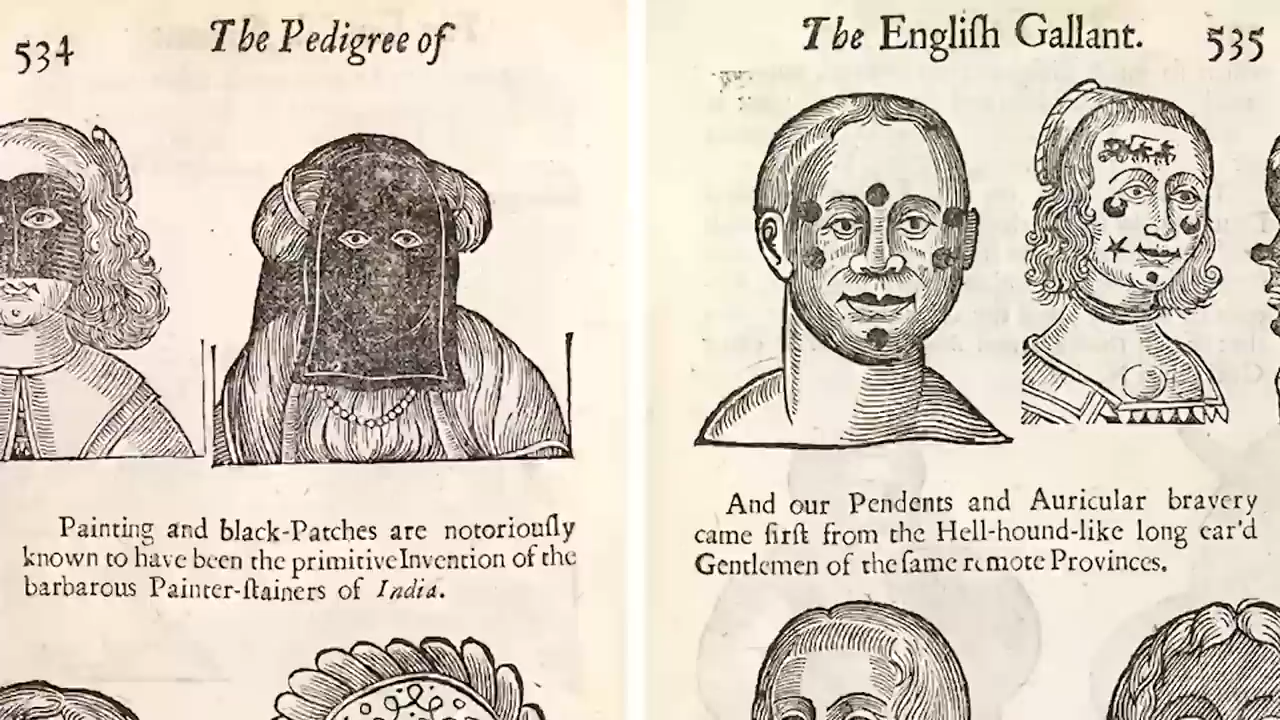 534
The Pedigree of
Painting and black-Patches are notoriouſly
known to have been the primitive Invention of the
barbarous Painter-ſtainers of India.
The Engliſh Gallant.
535
And our Pendents and Auricular bravery
came firſt from the Hell-hound-like long ear'd
Gentlemen of the ſame remote Provinces.